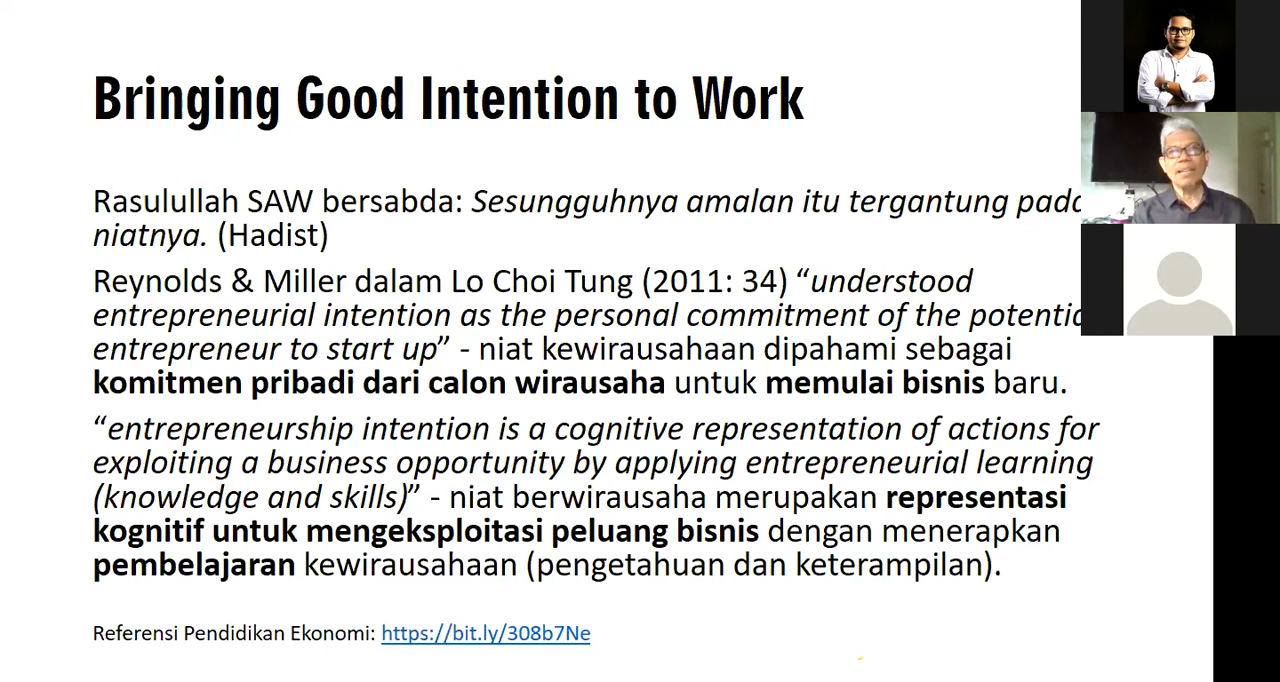 Bringing Good Intention to Work
Rasulullah SAW bersabda: Sesungguhnya amalan itu tergantung pada
niatnya. (Hadist)
Reynolds & Miller dalam Lo Choi Tung (2011: 34) “understood
entrepreneurial intention as the personal commitment of the potential
entrepreneur to start up” - niat kewirausahaan dipahami sebagai
komitmen pribadi dari calon wirausaha untuk memulai bisnis baru.
“entrepreneurship intention is a cognitive representation of actions for
exploiting a business opportunity by applying entrepreneurial learning
(knowledge and skills)” - niat berwirausaha merupakan representasi
kognitif untuk mengeksploitasi peluang bisnis dengan menerapkan
pembelajaran kewirausahaan (pengetahuan dan keterampilan).
Referensi Pendidikan Ekonomi: https://bit.ly/308b7Ne